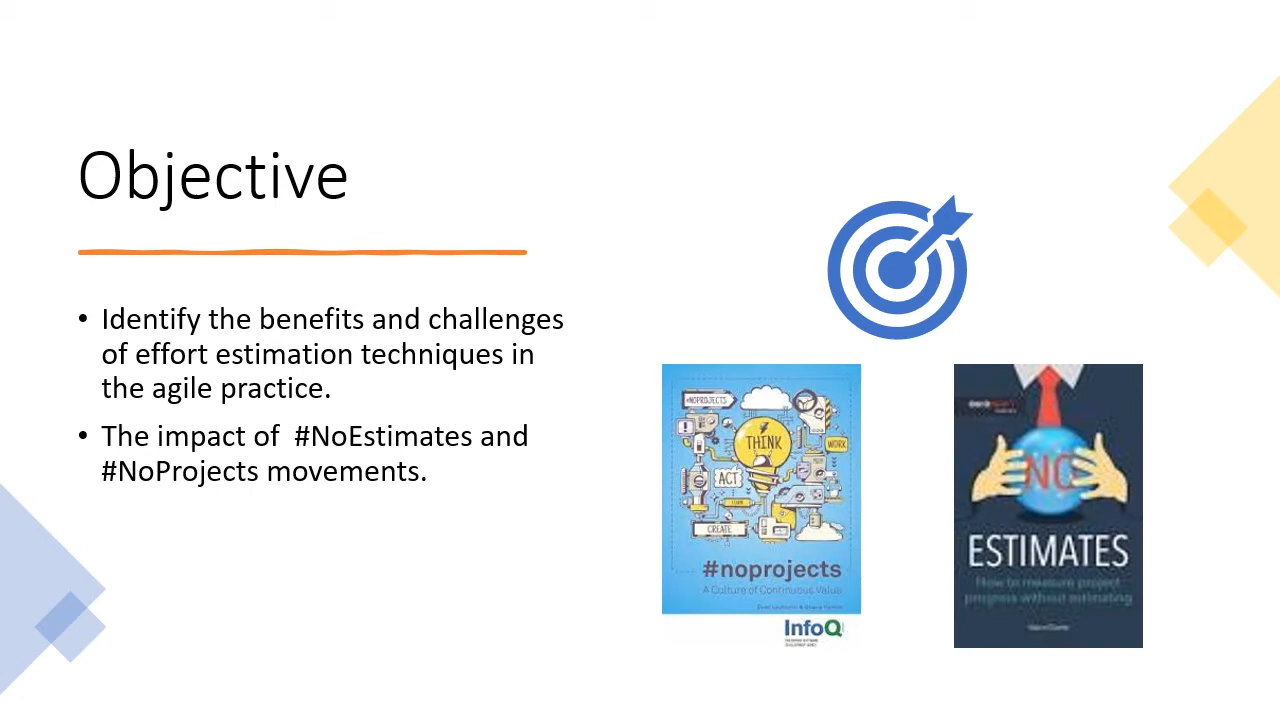 Objective
• Identify the benefits and challenges
of effort estimation techniques in
the agile practice.
• The impact of  #NoEstimates and
#NoProjects movements.
#NOPROJECTS
THINK
WORK
ACT
CREATE
#noprojects
A Culture of Continuous Value
InfoQ
NO
ESTIMATES
How to measure project
progress without estimating